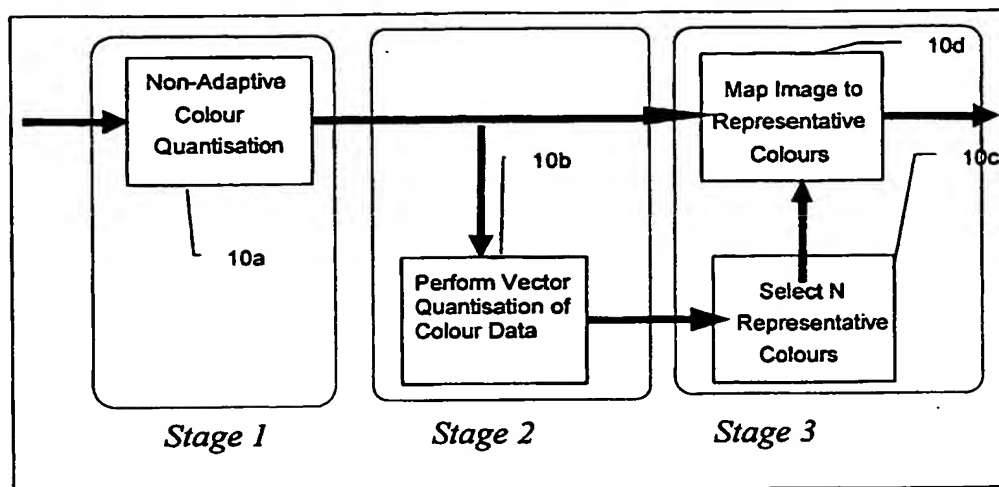 Non-Adaptive
Colour
Quantisation
10a
10b
Perform Vector
Quantisation of
Colour Data
10d
Map Image to
Representative
Colours
10c
Select N
Representative
Colours
Stage 1
Stage 2
Stage 3